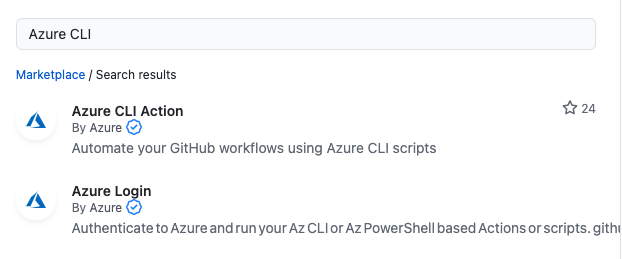 Azure CLI
Marketplace / Search results
Azure CLI Action
24
By Azure
Automate your GitHub workflows using Azure CLI scripts
Azure Login
By Azure
Authenticate to Azure and run your Az CLI or Az PowerShell based Actions or scripts. githu